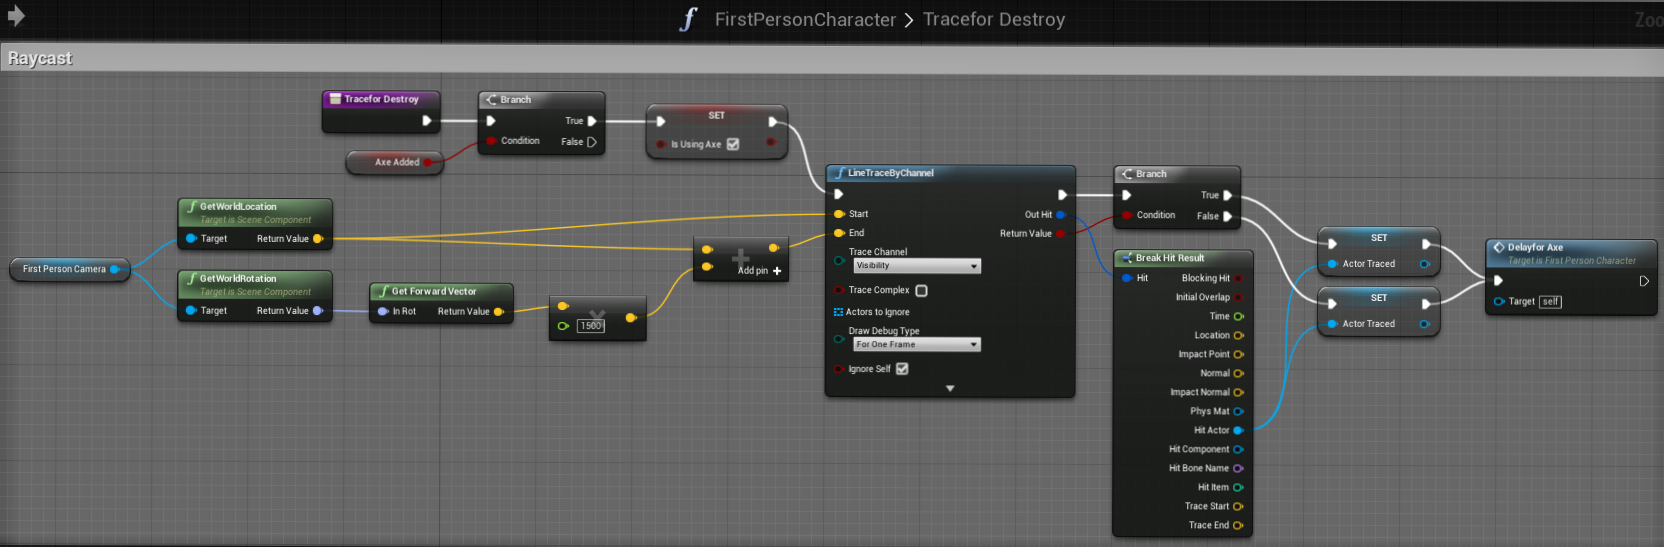 f FirstPersonCharacter > Tracefor Destroy
Zoo
Raycast
Tracefor Destroy
Axe Added
Branch
True
Condition
False
SET
Is Using Axe
First Person Camera
f GetWorldLocation
Target is Scene Component
Target Return Value
f GetWorldRotation
Target is Scene Component
Target Return Value
f Get Forward Vector
In Rot Return Value
1500
Add pin +
f LineTraceByChannel
Start Out Hit
End Return Value
Trace Channel
Visibility
Trace Complex
Actors to Ignore
Draw Debug Type
For One Frame
Ignore Self
Branch
True
Condition False
Break Hit Result
Hit Blocking Hit
Initial Overlap
Time
Location
Impact Point
Normal
Impact Normal
Phys Mat
Hit Actor
Hit Component
Hit Bone Name
Hit Item
Trace Start
Trace End
SET
Actor Traced
SET
Actor Traced
Delayfor Axe
Target is First Person Character
Target self